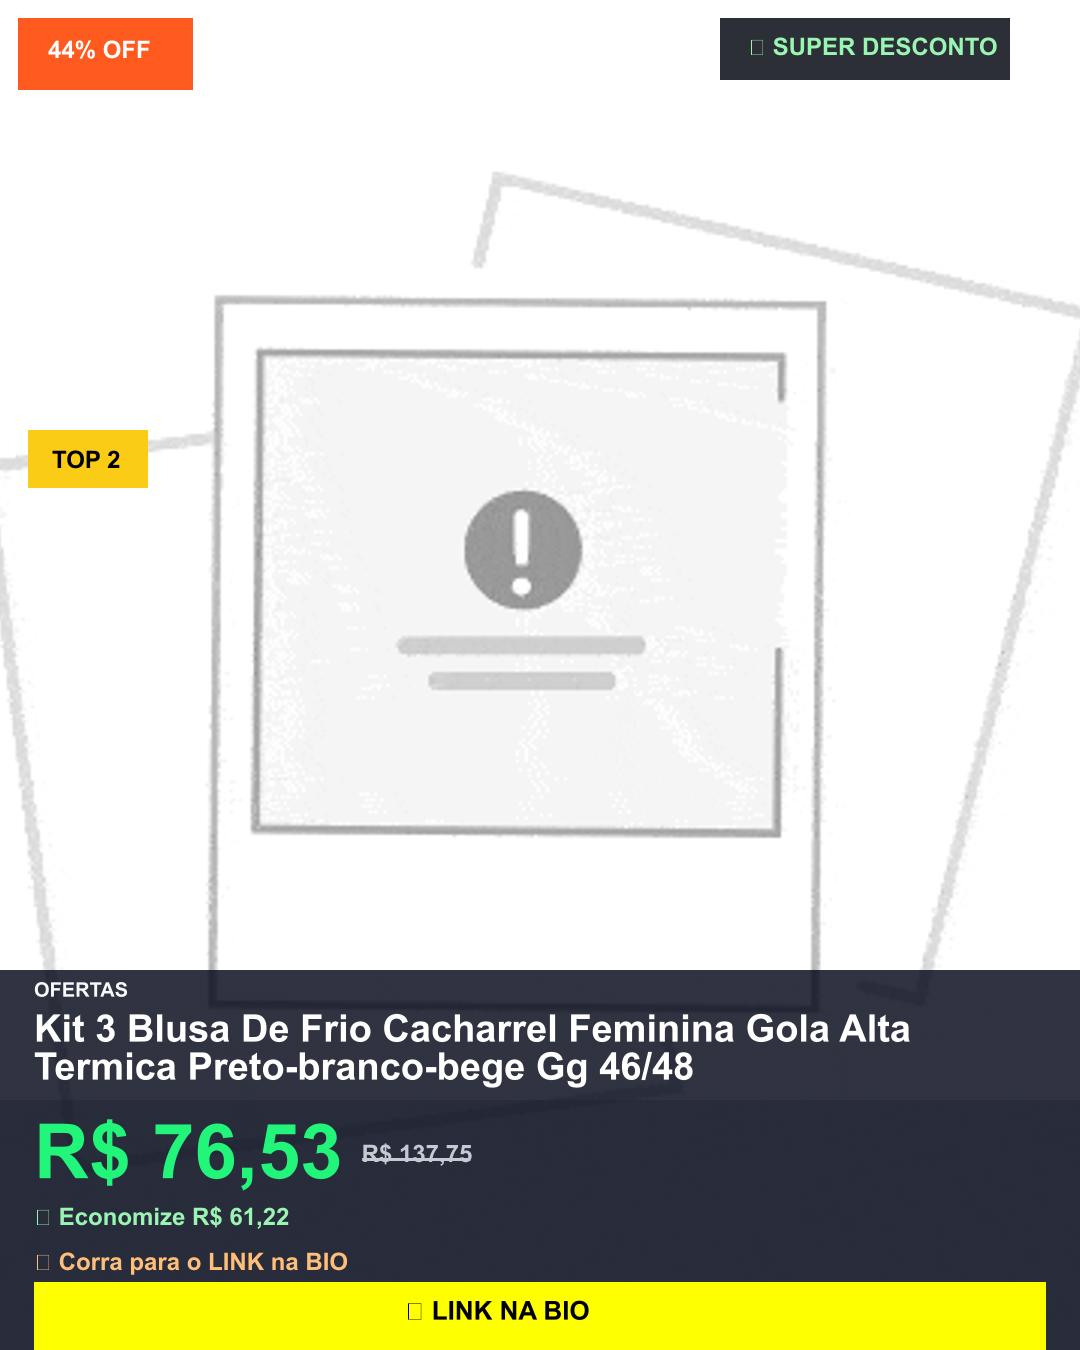 44% OFF
SUPER DESCONTO
TOP 2
OFERTAS
Kit 3 Blusa De Frio Cacharrel Feminina Gola Alta
Termica Preto-branco-bege Gg 46/48
R$ 76,53 R$ 137,75
Economize R$ 61,22
Corra para o LINK na BIO
LINK NA BIO